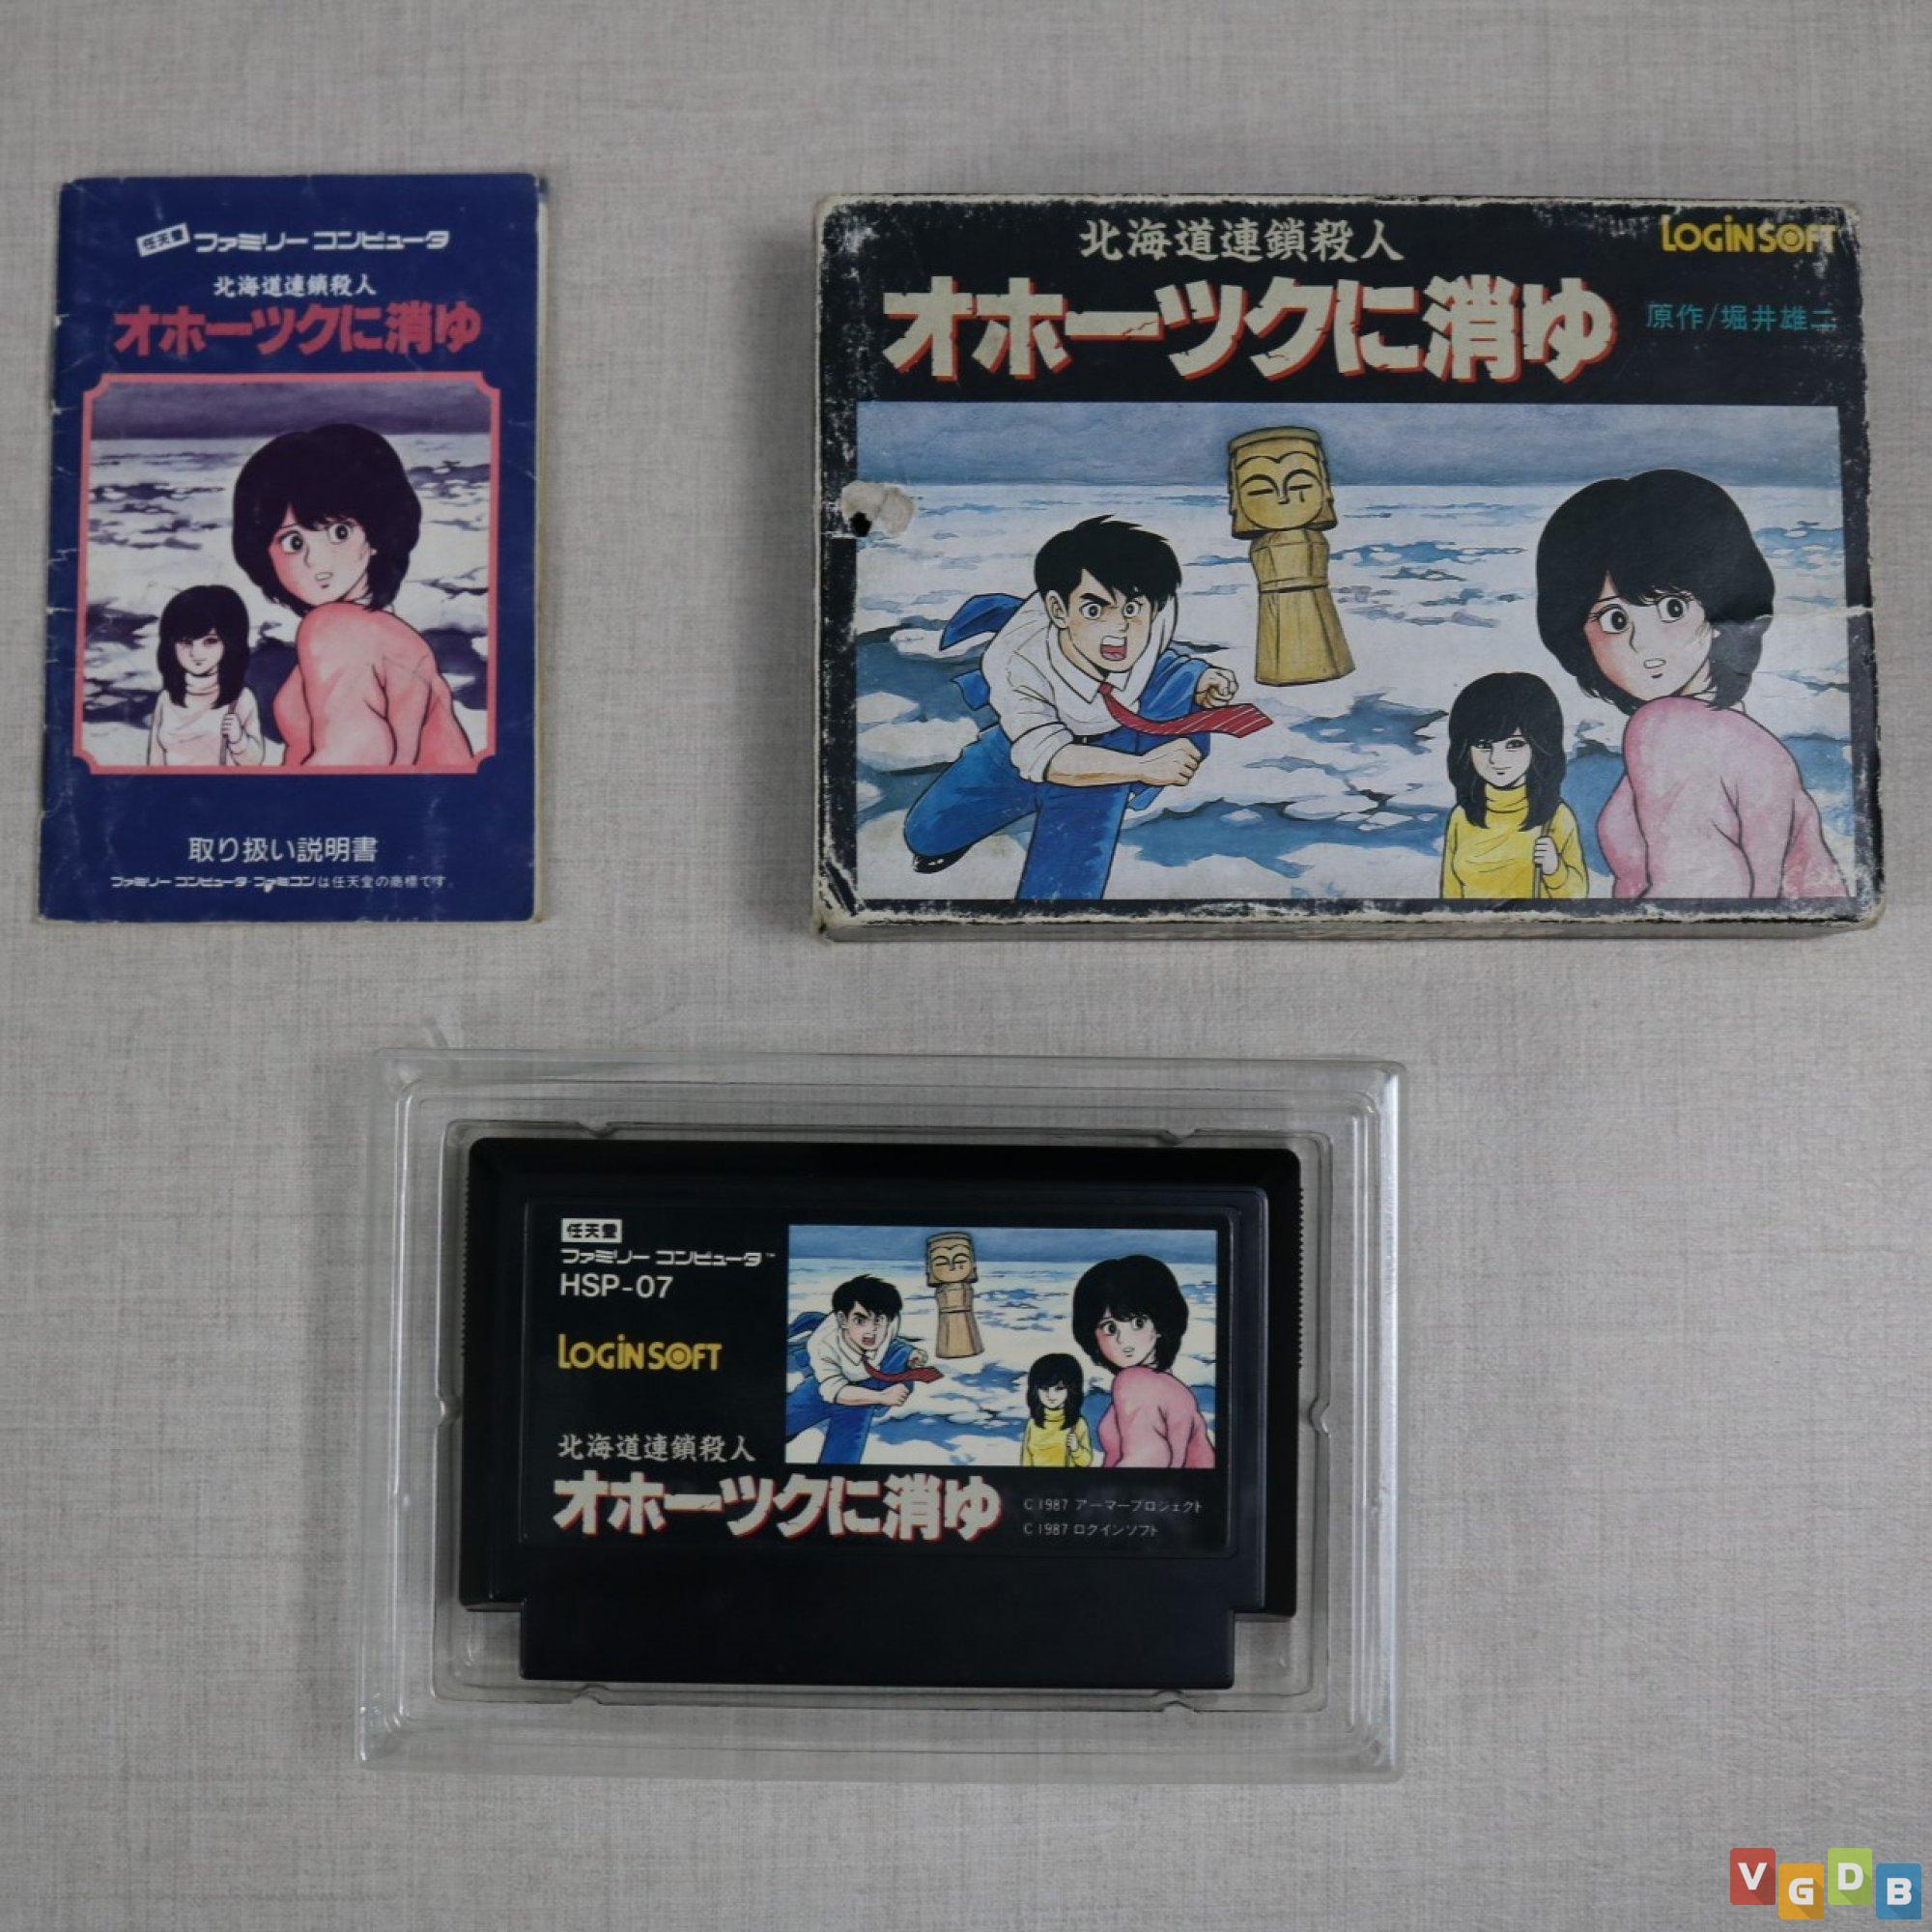 任天堂 ファミリー コンピュータ
北海道連鎖殺人
オホーツクに消ゆ
取り扱い説明書
ファミリー コンピュータ・ファミコンは任天堂の商標です。
北海道連鎖殺人
LOGiN SOFT
オホーツクに消ゆ
原作/堀井雄二
任天堂
ファミリー コンピュータ™
HSP-07
LOGiN SOFT
北海道連鎖殺人
オホーツクに消ゆ
C 1987 アーマープロジェクト
C 1987 ログインソフト
VGDB